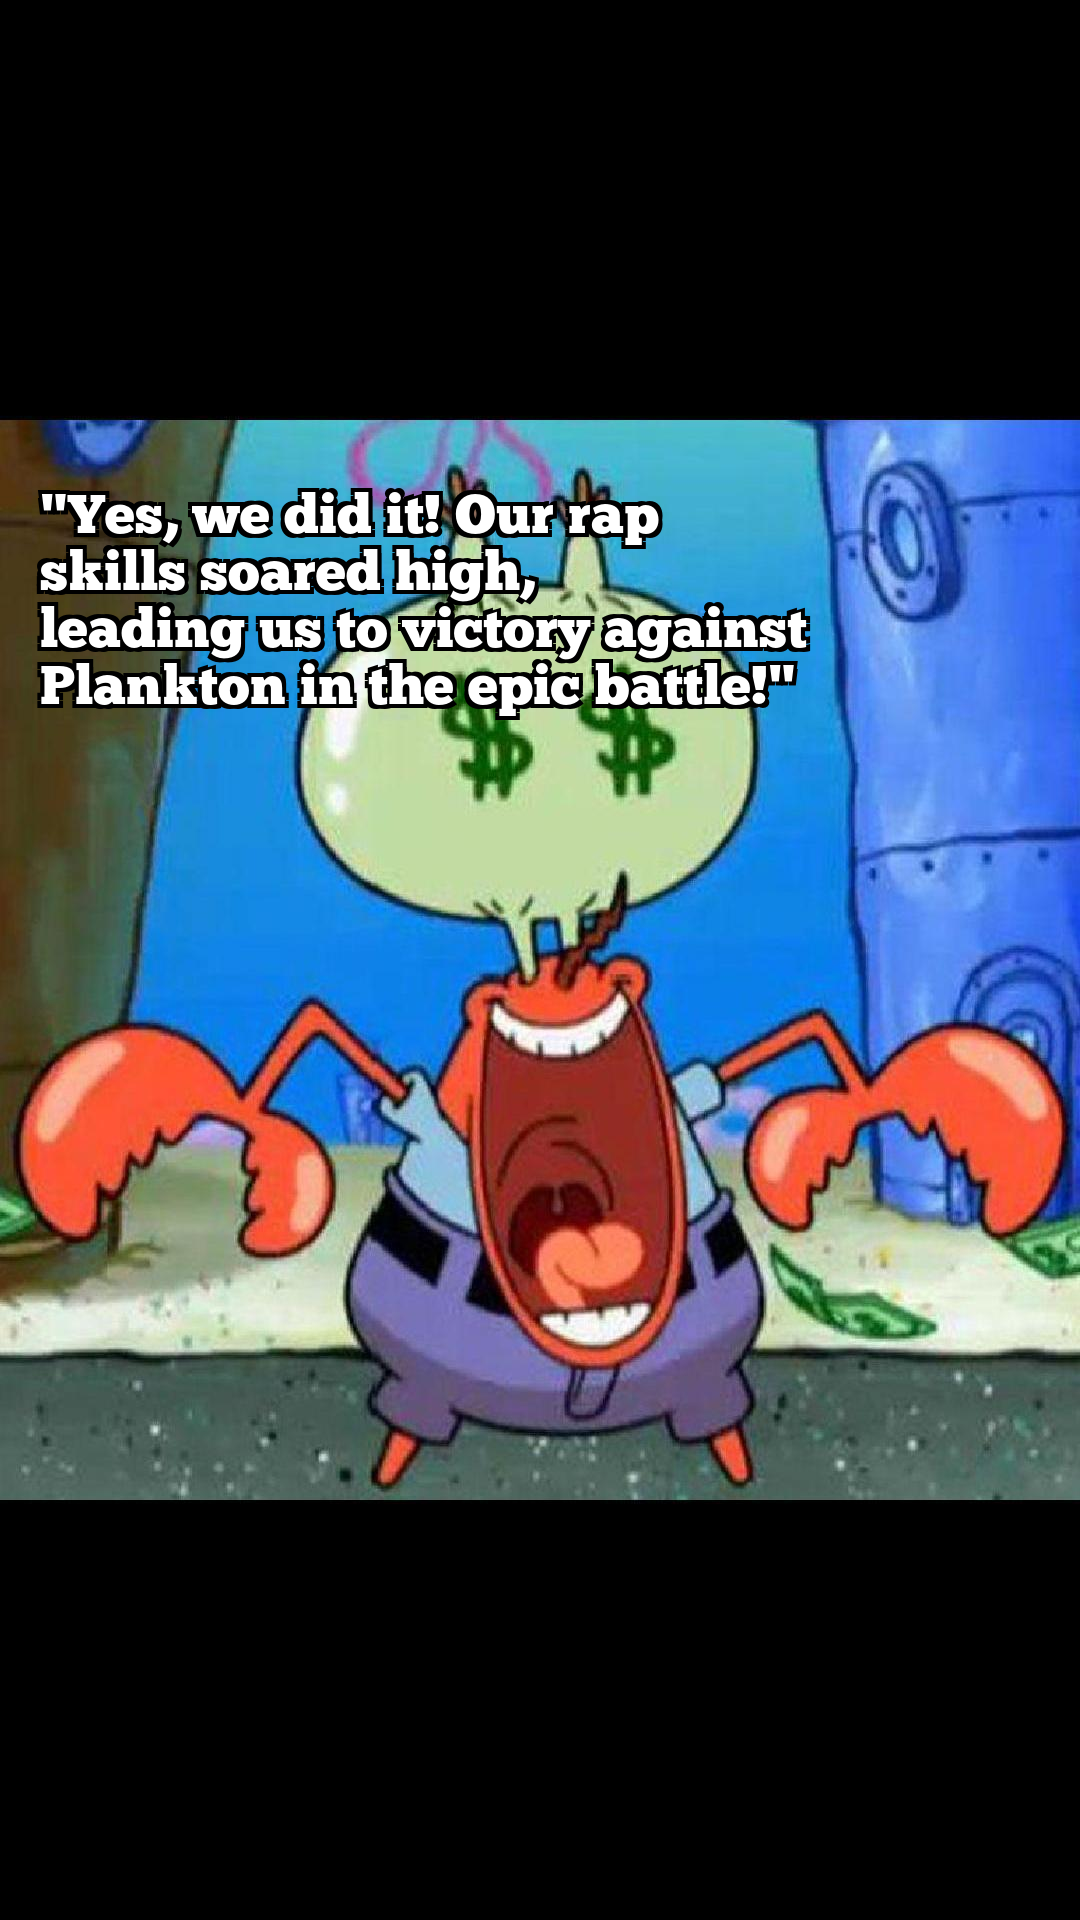 "Yes, we did it! Our rap
skills soared high,
leading us to victory against
Plankton in the epic battle!"
$ $